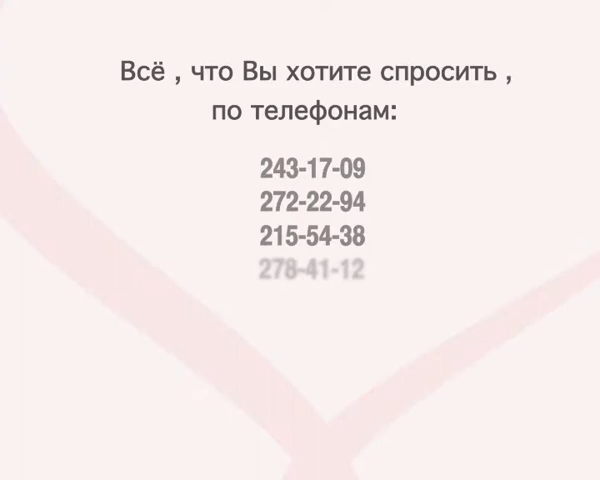 Всё , что Вы хотите спросить ,
по телефонам:
243-17-09
272-22-94
215-54-38
278-41-12